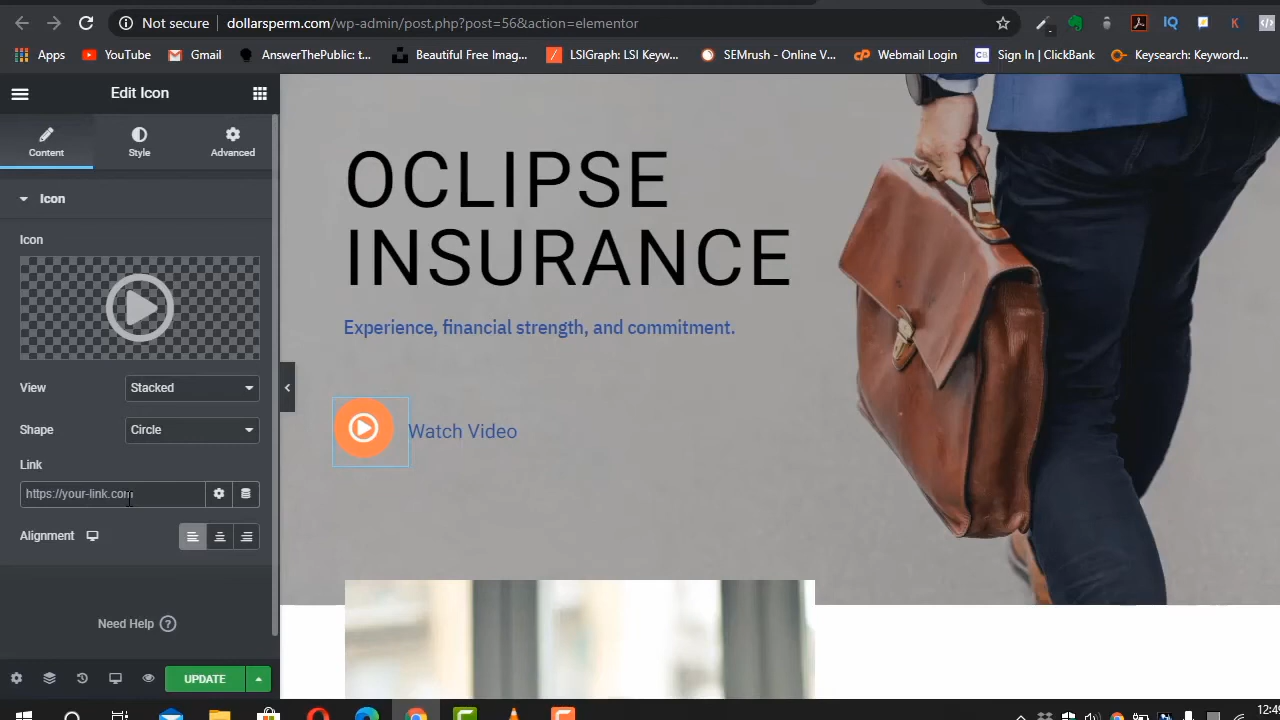 Not secure
dollarsperm.com/wp-admin/post.php?post=56&action=elementor
Apps
YouTube
Gmail
AnswerThePublic: t...
Beautiful Free Imag...
LSIGraph: LSI Keyw...
SEMrush - Online V...
Webmail Login
Sign In | ClickBank
Keysearch: Keyword...
IQ
K
cP
CB
Edit Icon
Content
Style
Advanced
Icon
Icon
View
Stacked
Shape
Circle
Link
https://your-link.com
Alignment
Need Help ?
UPDATE
OCLIPSE
INSURANCE
Experience, financial strength, and commitment.
Watch Video